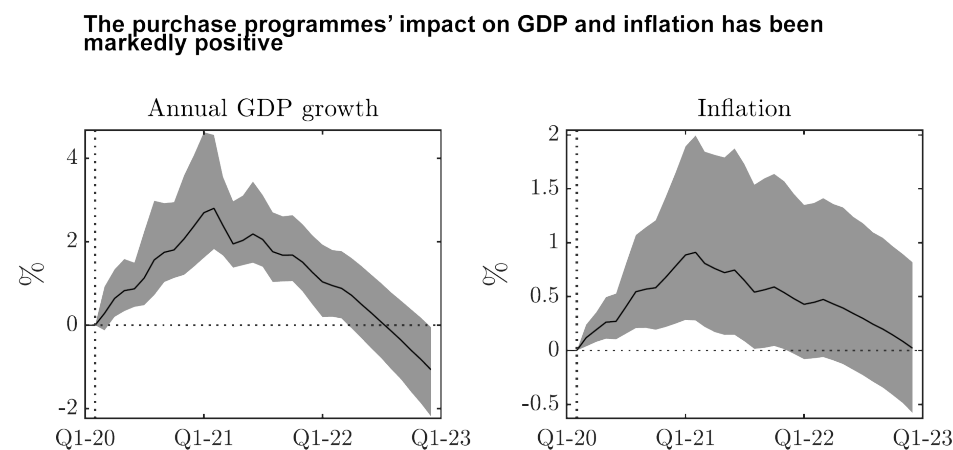 The purchase programmes’ impact on GDP and inflation has been
markedly positive
Annual GDP growth
%
4
2
0
-2
Q1-20 Q1-21 Q1-22 Q1-23
Inflation
%
2
1.5
1
0.5
0
-0.5
Q1-20 Q1-21 Q1-22 Q1-23